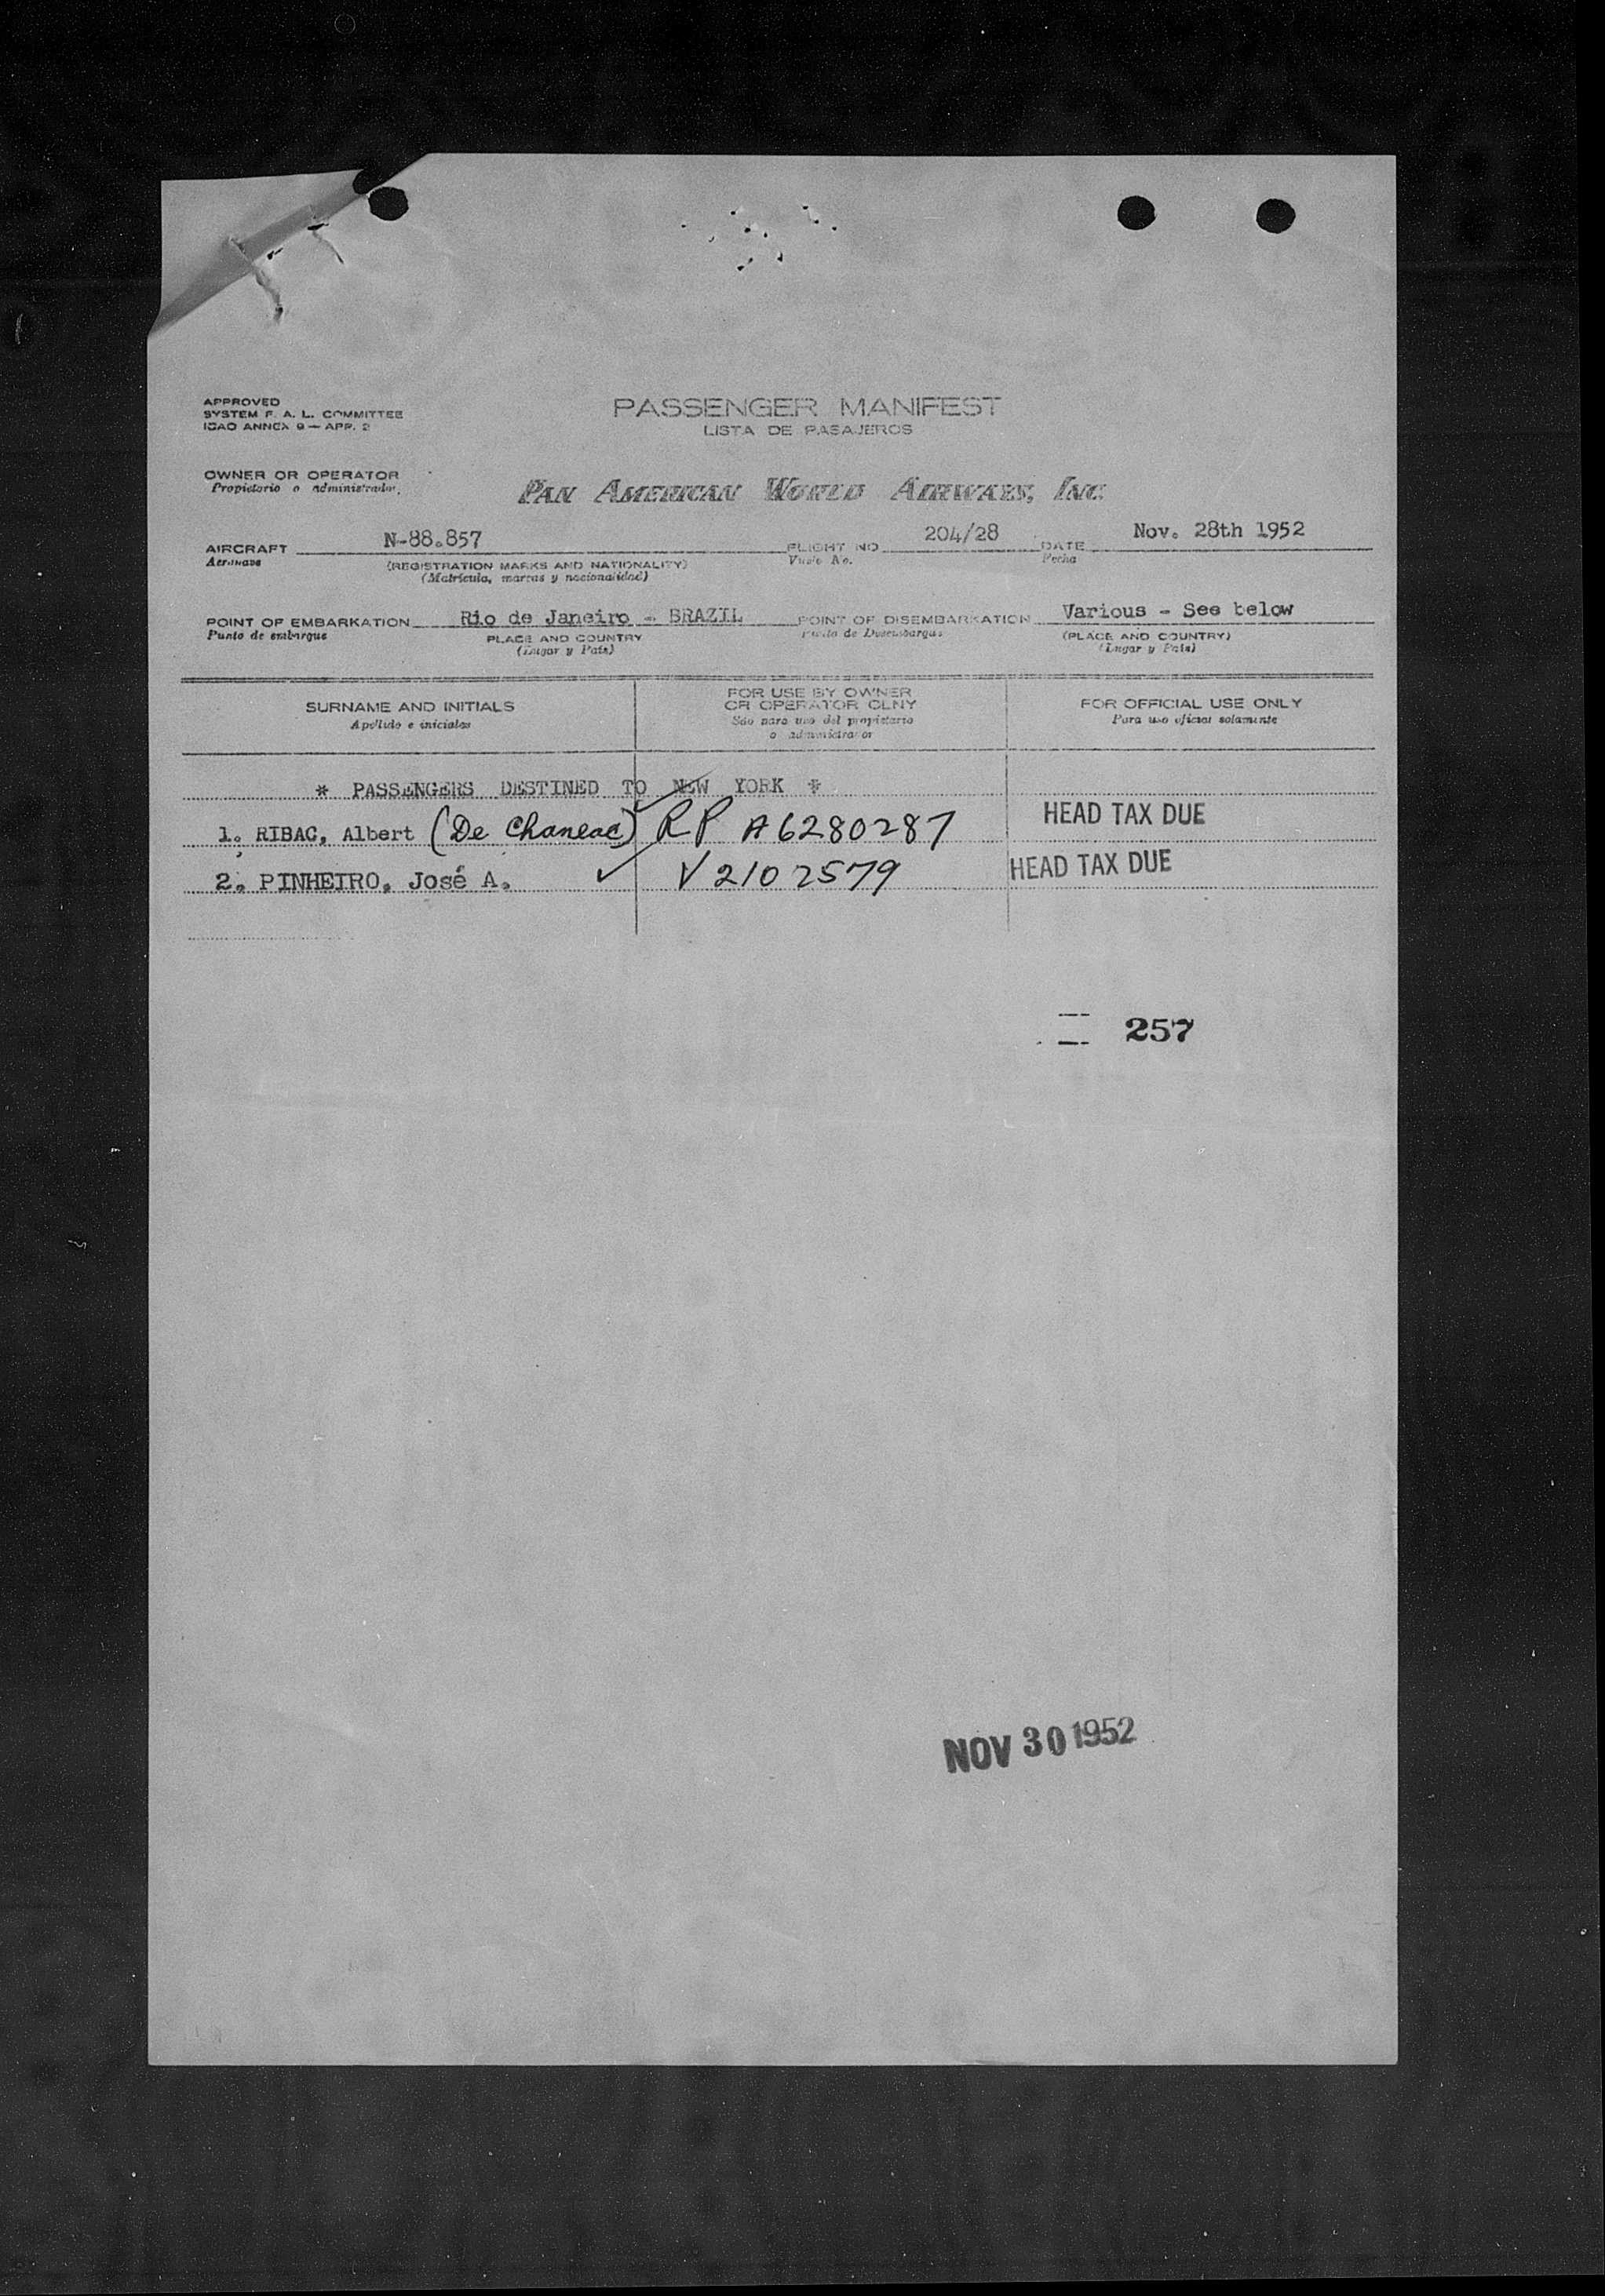 APPROVED
SYSTEM F. A. L. COMMITTEE
ICAO ANNEX 9 — APP. 2
PASSENGER MANIFEST
LISTA DE PASAJEROS
OWNER OR OPERATOR
Propietario o administrador
PAN AMERICAN WORLD AIRWAYS, INC.
AIRCRAFT N-88.857 FLIGHT NO 204/28 DATE Nov. 28th 1952
Aeronave (REGISTRATION MARKS AND NATIONALITY) Vuelo No. Fecha
(Matrícula, marcas y nacionalidad)
POINT OF EMBARKATION Rio de Janeiro - BRAZIL POINT OF DISEMBARKATION Various - See below
Punto de embarque PLACE AND COUNTRY Punto de Desembarque (PLACE AND COUNTRY)
(Lugar y País) (Lugar y País)
SURNAME AND INITIALS
Apellido e iniciales
FOR USE BY OWNER
OR OPERATOR ONLY
Sólo para uso del propietario
o administrador
FOR OFFICIAL USE ONLY
Para uso oficial solamente
* PASSENGERS DESTINED TO NEW YORK *
1. RIBAC, Albert (De Chaneac) RP A6280287 HEAD TAX DUE
2. PINHEIRO, José A. ✓ V2102579 HEAD TAX DUE
257
NOV 30 1952